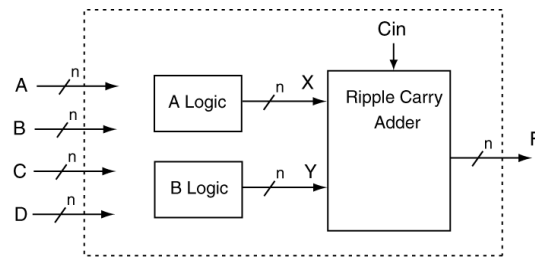 Cin
A n
B n
C n
D n
A Logic
n X
B Logic
n Y
Ripple Carry
Adder
n F